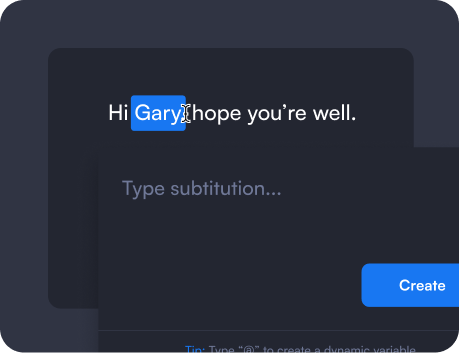 Hi Gary, hope you’re well.
Type subtitution...
Create
Tip: Type “@” to create a dynamic variable